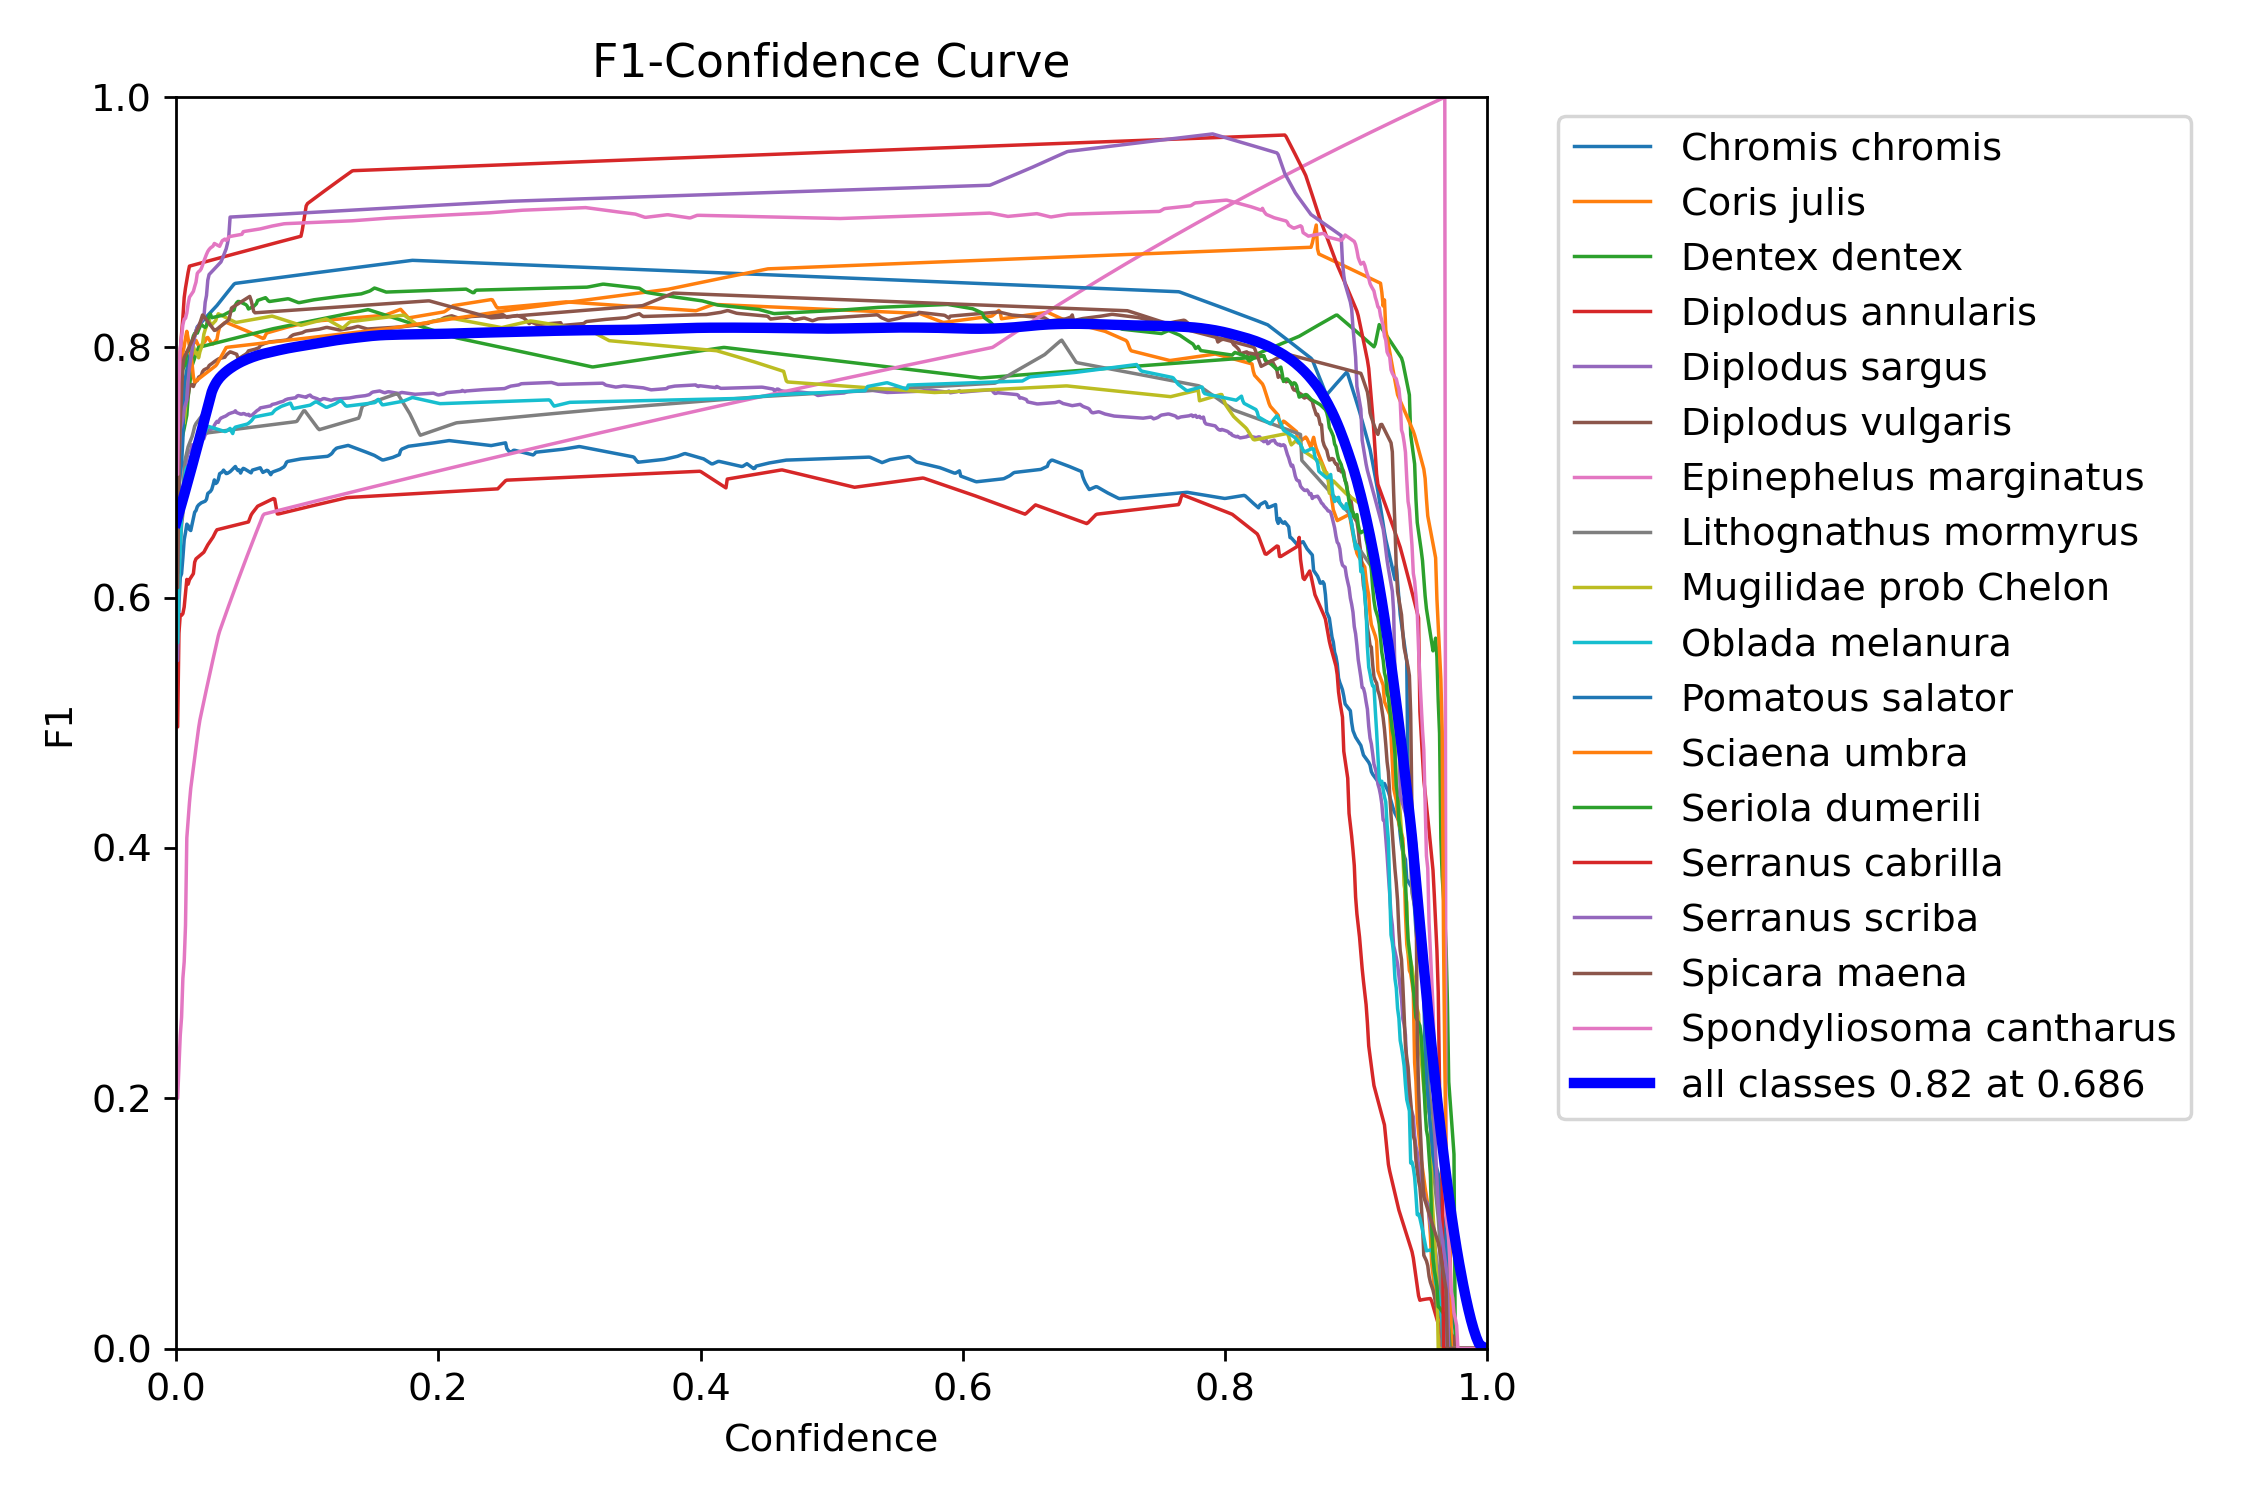 F1-Confidence Curve
1.0
0.8
0.6
0.4
0.2
0.0
F1
0.0 0.2 0.4 0.6 0.8 1.0
Confidence
Chromis chromis
Coris julis
Dentex dentex
Diplodus annularis
Diplodus sargus
Diplodus vulgaris
Epinephelus marginatus
Lithognathus mormyrus
Mugilidae prob Chelon
Oblada melanura
Pomatous salator
Sciaena umbra
Seriola dumerili
Serranus cabrilla
Serranus scriba
Spicara maena
Spondyliosoma cantharus
all classes 0.82 at 0.686